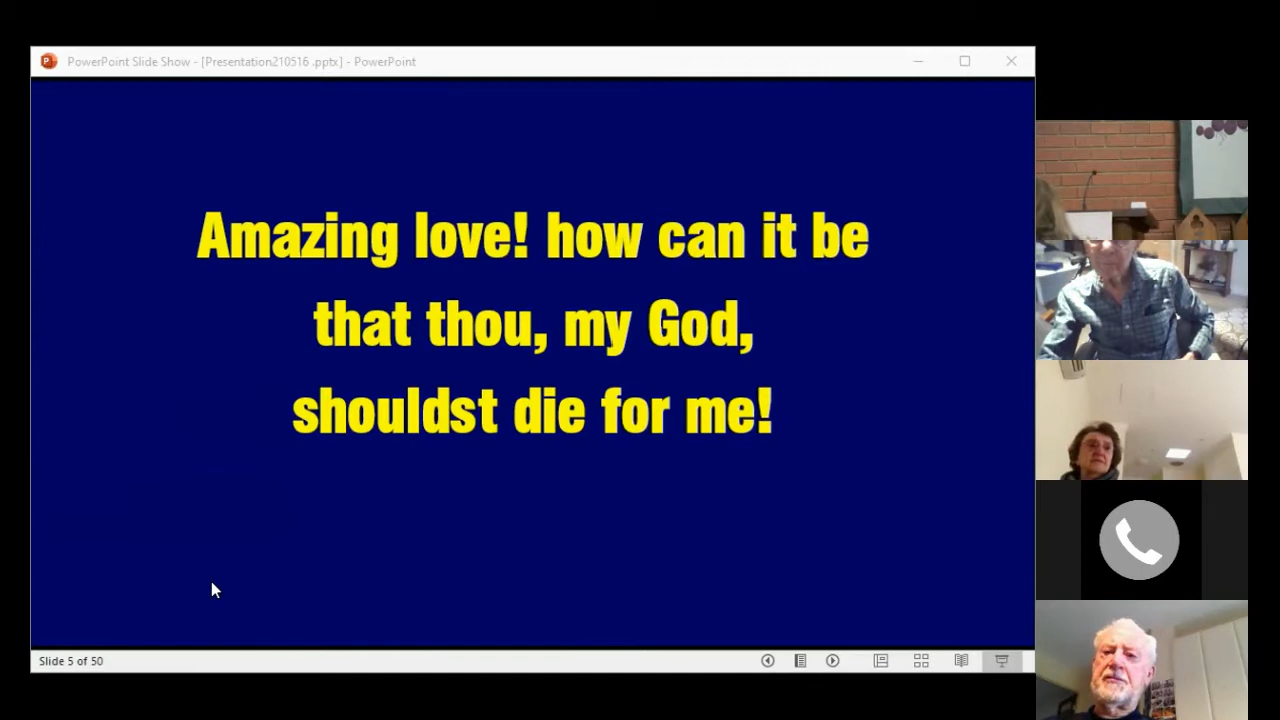 PowerPoint Slide Show - [Presentation210516 .pptx] - PowerPoint
Amazing love! how can it be
that thou, my God,
shouldst die for me!
Slide 5 of 50